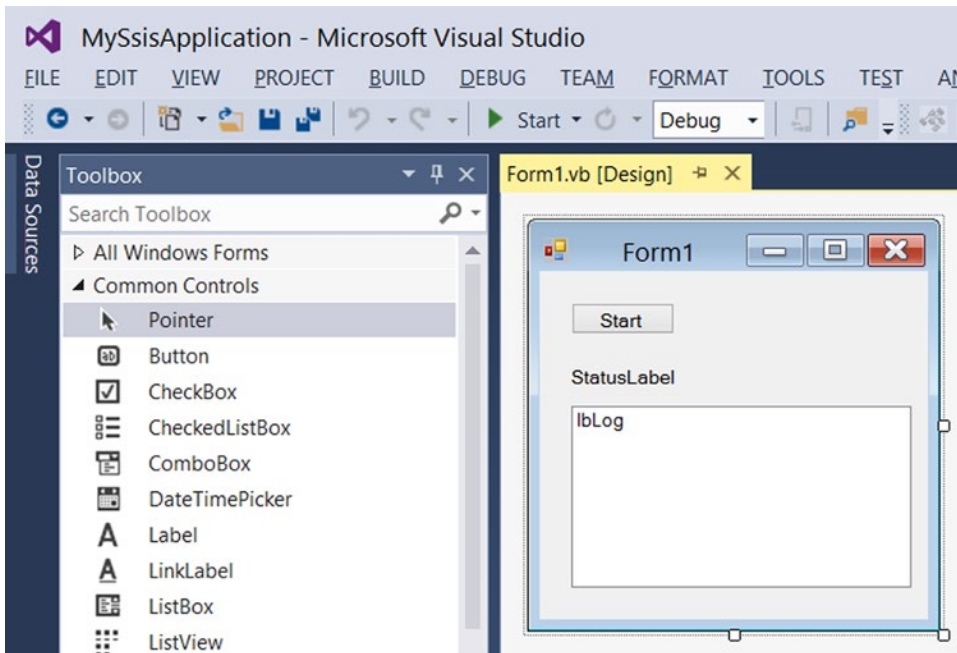 MySsisApplication - Microsoft Visual Studio
FILE EDIT VIEW PROJECT BUILD DEBUG TEAM FORMAT TOOLS TEST
Start Debug
Data Sources
Toolbox
Search Toolbox
All Windows Forms
Common Controls
Pointer
Button
CheckBox
CheckedListBox
ComboBox
DateTimePicker
Label
LinkLabel
ListBox
ListView
Form1.vb [Design]
Form1
Start
StatusLabel
lbLog